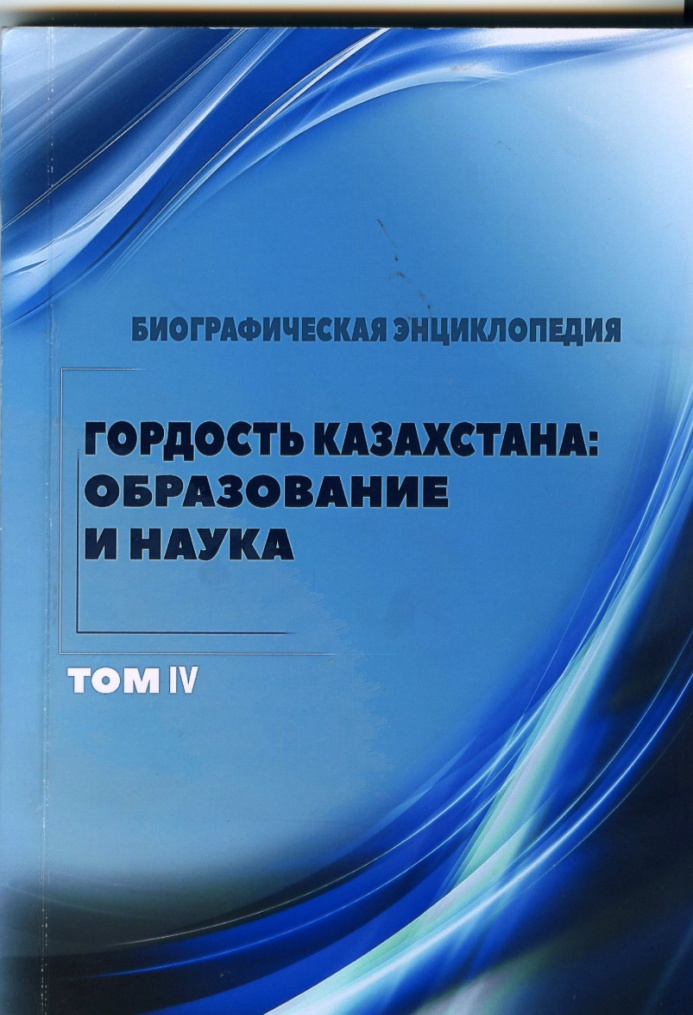 БИОГРАФИЧЕСКАЯ ЭНЦИКЛОПЕДИЯ
ГОРДОСТЬ КАЗАХСТАНА:
ОБРАЗОВАНИЕ
И НАУКА
ТОМ IV